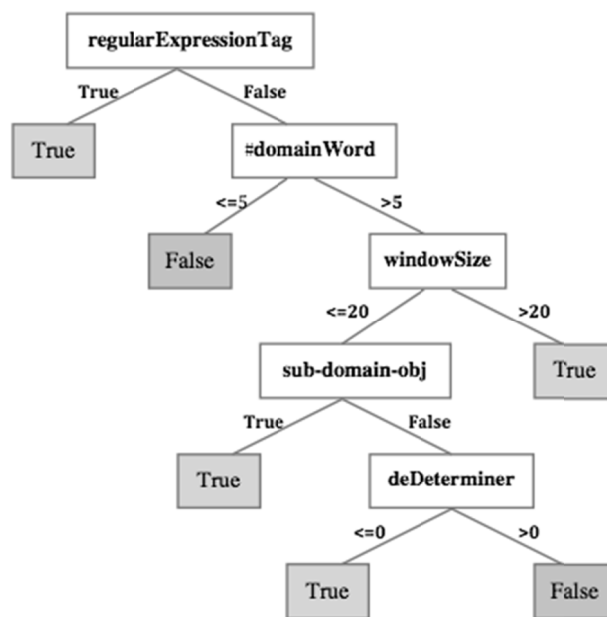 regularExpressionTag
True False
True
#domainWord
<=5 >5
False
windowSize
<=20 >20
sub-domain-obj
True
True False
True
deDeterminer
<=0 >0
True
False